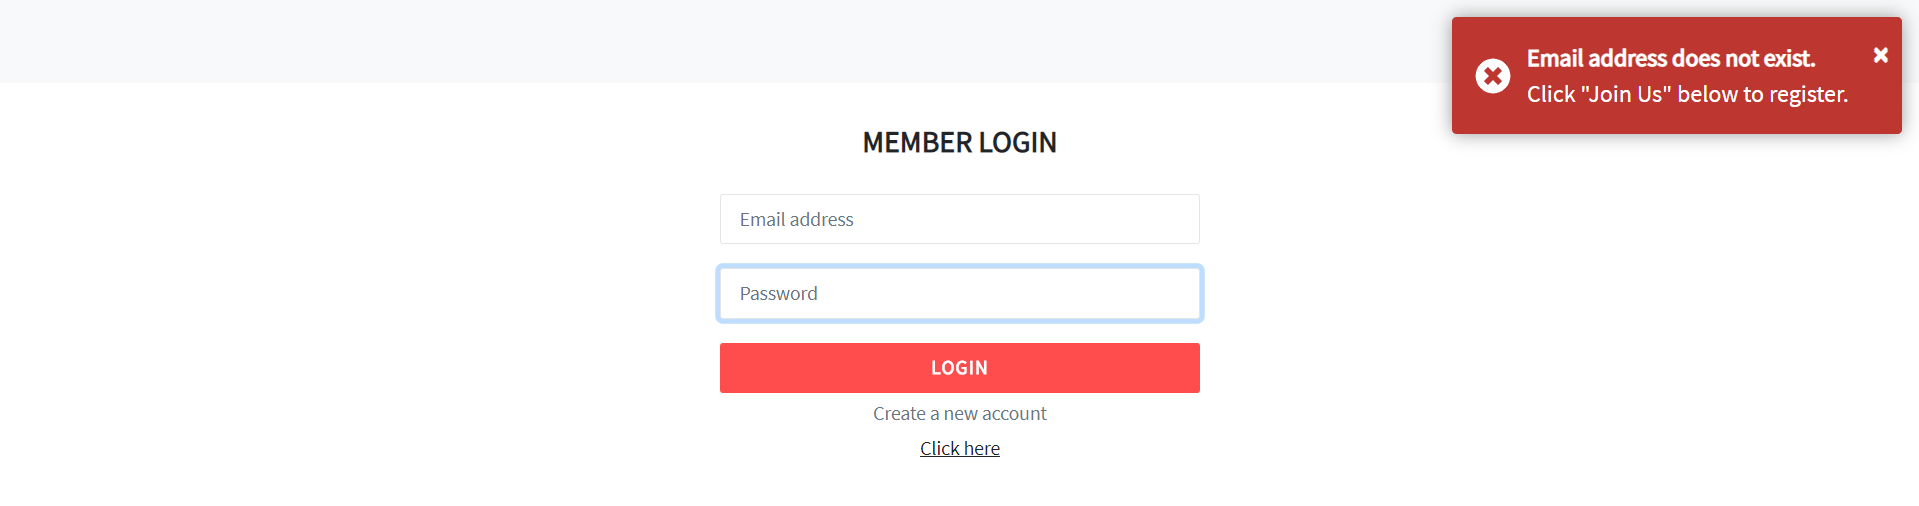 Email address does not exist.
Click "Join Us" below to register.
MEMBER LOGIN
Email address
Password
LOGIN
Create a new account
Click here